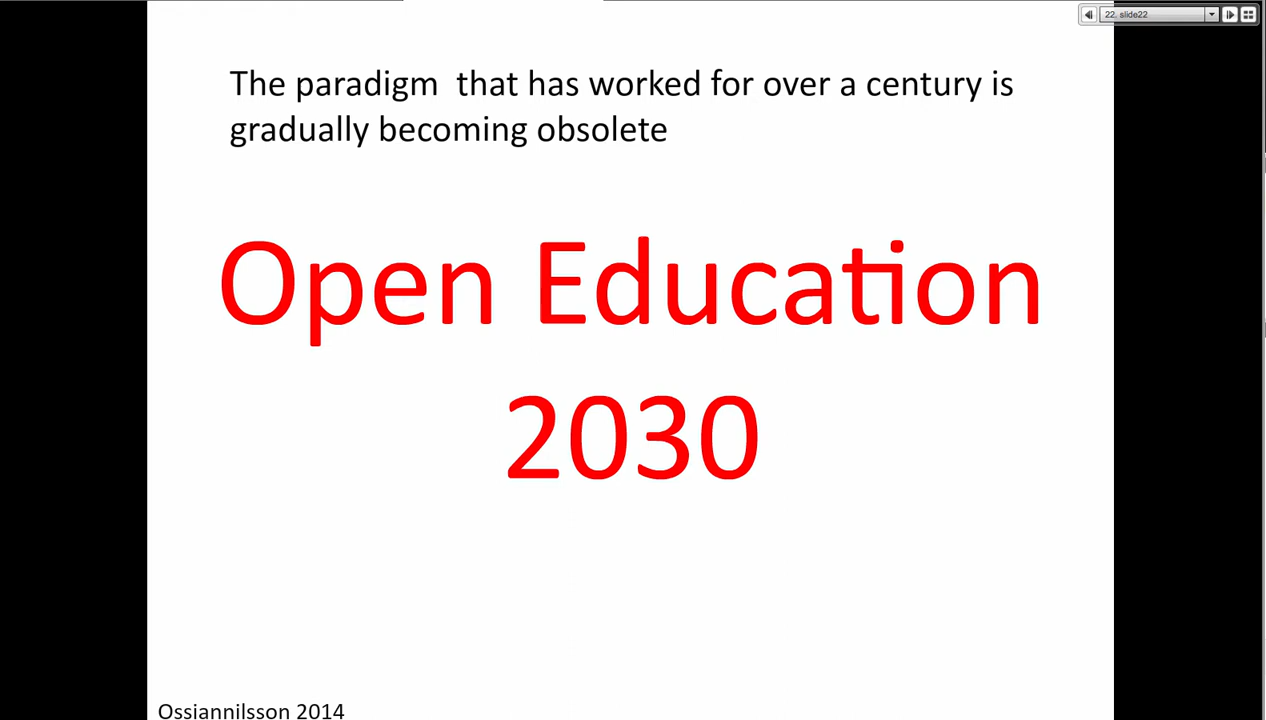 22, slide22
The paradigm  that has worked for over a century is
gradually becoming obsolete
Open Education
2030
Ossiannilsson 2014